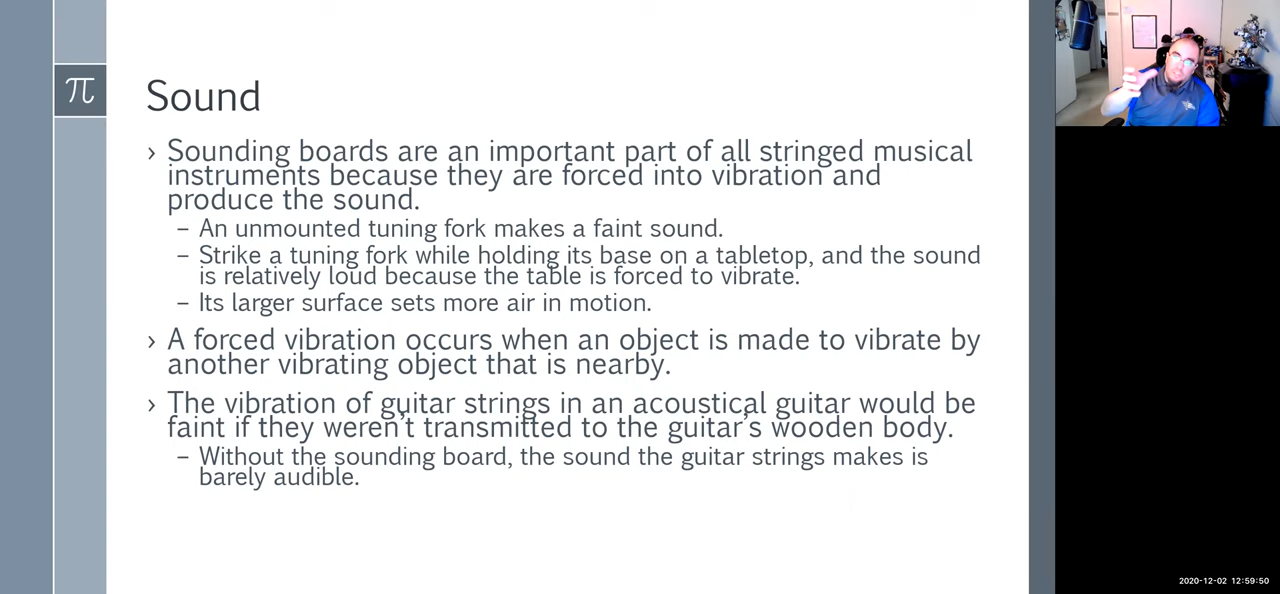 π
Sound
› Sounding boards are an important part of all stringed musical
instruments because they are forced into vibration and
produce the sound.
– An unmounted tuning fork makes a faint sound.
– Strike a tuning fork while holding its base on a tabletop, and the sound
is relatively loud because the table is forced to vibrate.
– Its larger surface sets more air in motion.
› A forced vibration occurs when an object is made to vibrate by
another vibrating object that is nearby.
› The vibration of guitar strings in an acoustical guitar would be
faint if they weren't transmitted to the guitar's wooden body.
– Without the sounding board, the sound the guitar strings makes is
barely audible.
2020-12-02 12:59:50